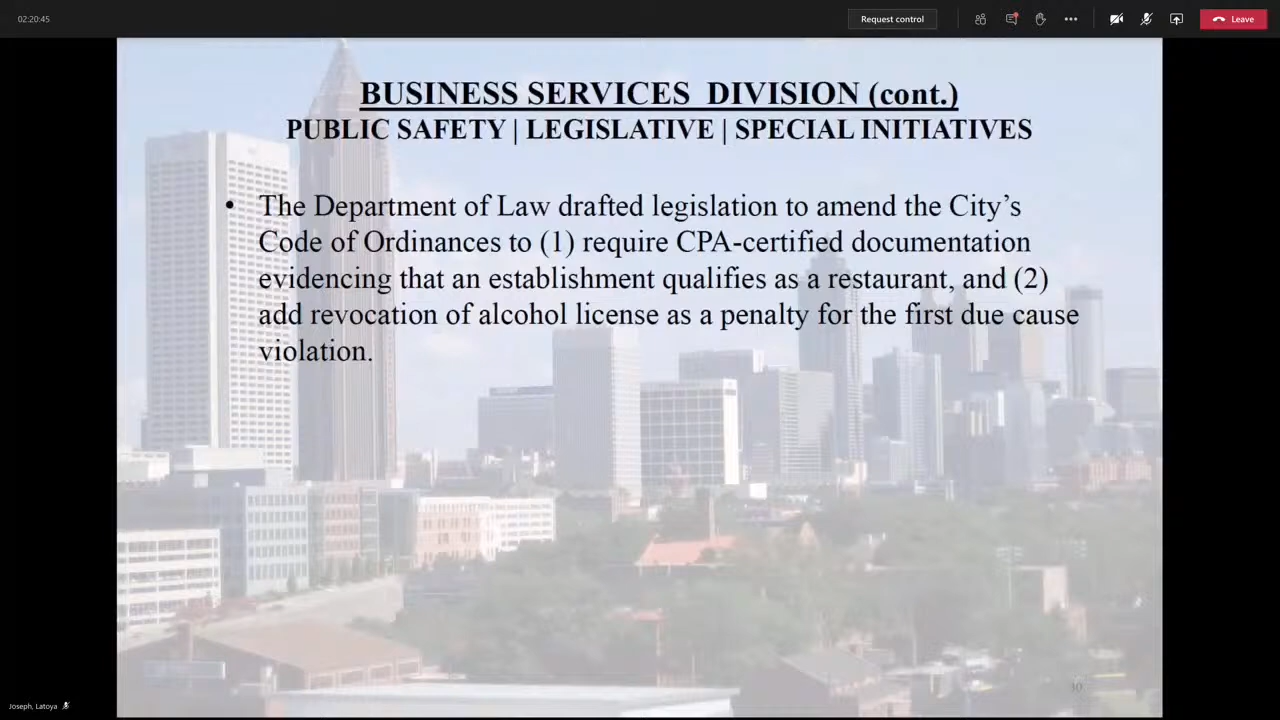 02:20:45
Request control
Leave
BUSINESS SERVICES DIVISION (cont.)
PUBLIC SAFETY | LEGISLATIVE | SPECIAL INITIATIVES
• The Department of Law drafted legislation to amend the City’s
Code of Ordinances to (1) require CPA-certified documentation
evidencing that an establishment qualifies as a restaurant, and (2)
add revocation of alcohol license as a penalty for the first due cause
violation.
Joseph, Latoya